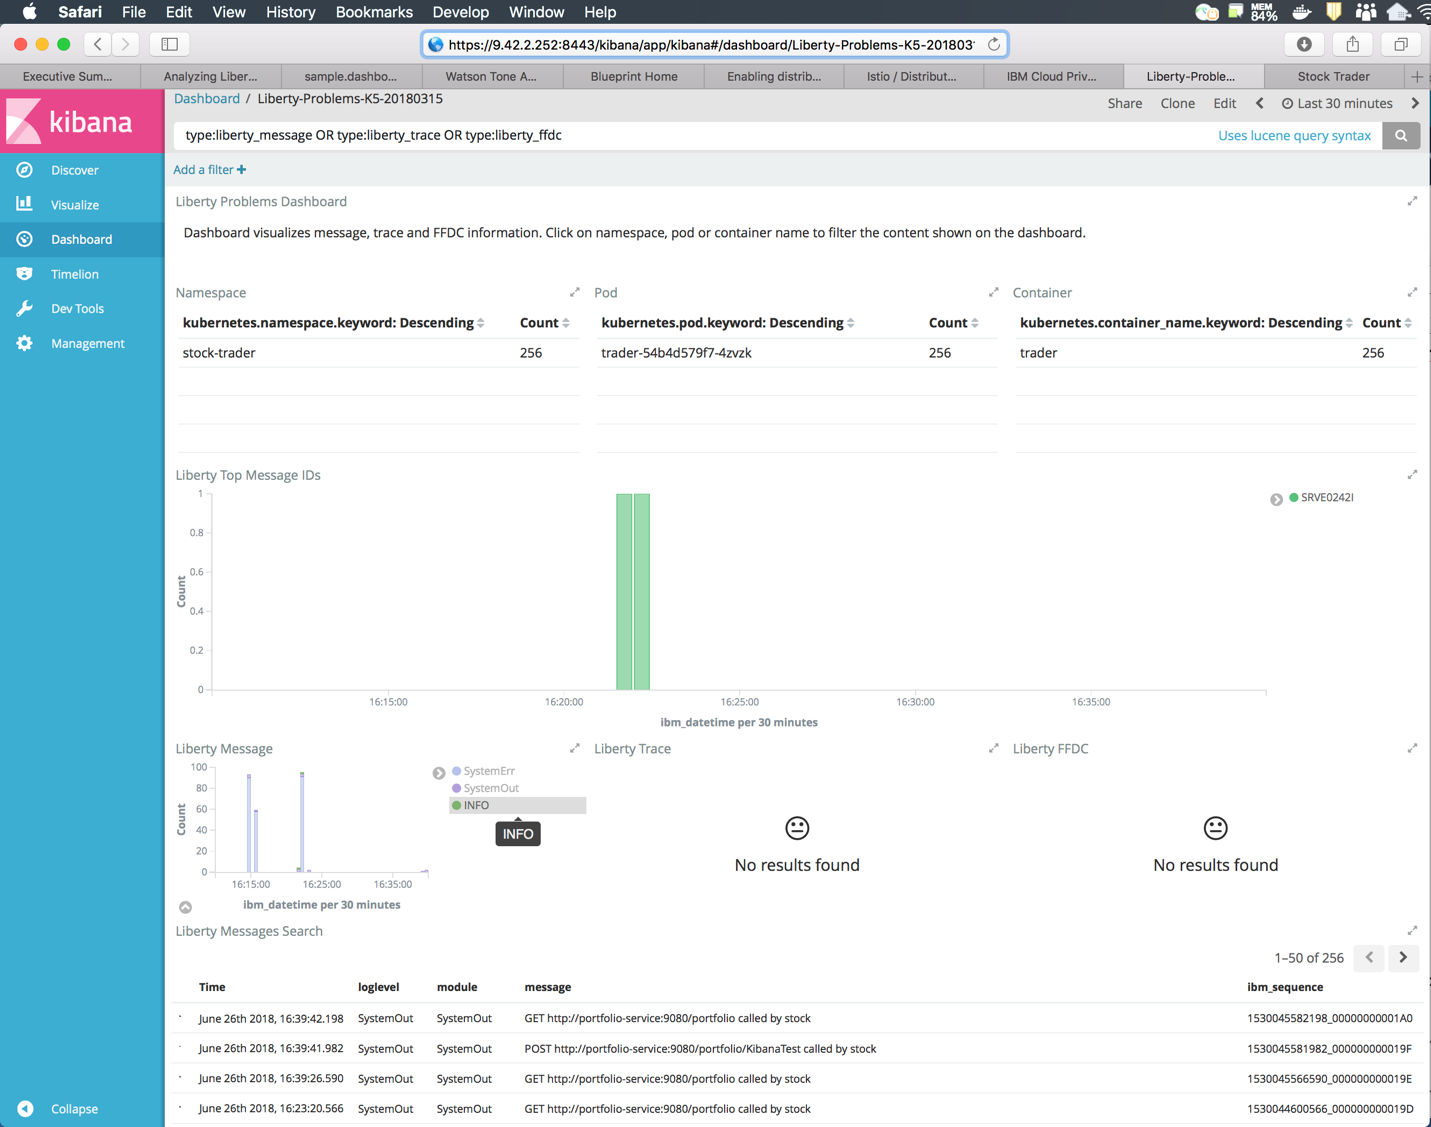 Safari File Edit View History Bookmarks Develop Window Help MEM 84%
https://9.42.2.252:8443/kibana/app/kibana#/dashboard/Liberty-Problems-K5-201803
Executive Sum... Analyzing Liber... sample.dashbo... Watson Tone A... Blueprint Home Enabling distrib... Istio / Distribut... IBM Cloud Priv... Liberty-Proble... Stock Trader
kibana
Discover
Visualize
Dashboard
Timelion
Dev Tools
Management
Collapse
Dashboard / Liberty-Problems-K5-20180315
Share Clone Edit Last 30 minutes
type:liberty_message OR type:liberty_trace OR type:liberty_ffdc Uses lucene query syntax
Add a filter
Liberty Problems Dashboard
Dashboard visualizes message, trace and FFDC information. Click on namespace, pod or container name to filter the content shown on the dashboard.
Namespace Pod Container
kubernetes.namespace.keyword: Descending Count kubernetes.pod.keyword: Descending Count kubernetes.container_name.keyword: Descending Count
stock-trader 256 trader-54b4d579f7-4zvzk 256 trader 256
Liberty Top Message IDs
1
0.8
0.6
0.4
0.2
0
Count
16:15:00 16:20:00 16:25:00 16:30:00 16:35:00
ibm_datetime per 30 minutes
SRVE0242I
Liberty Message
100
80
60
40
20
0
Count
16:15:00 16:25:00 16:35:00
ibm_datetime per 30 minutes
SystemErr
SystemOut
INFO
INFO
Liberty Trace
No results found
Liberty FFDC
No results found
Liberty Messages Search
1–50 of 256
Time loglevel module message ibm_sequence
June 26th 2018, 16:39:42.198 SystemOut SystemOut GET http://portfolio-service:9080/portfolio called by stock 1530045582198_00000000001A0
June 26th 2018, 16:39:41.982 SystemOut SystemOut POST http://portfolio-service:9080/portfolio/KibanaTest called by stock 1530045581982_000000000019F
June 26th 2018, 16:39:26.590 SystemOut SystemOut GET http://portfolio-service:9080/portfolio called by stock 1530045566590_000000000019E
June 26th 2018, 16:23:20.566 SystemOut SystemOut GET http://portfolio-service:9080/portfolio called by stock 1530044600566_000000000019D